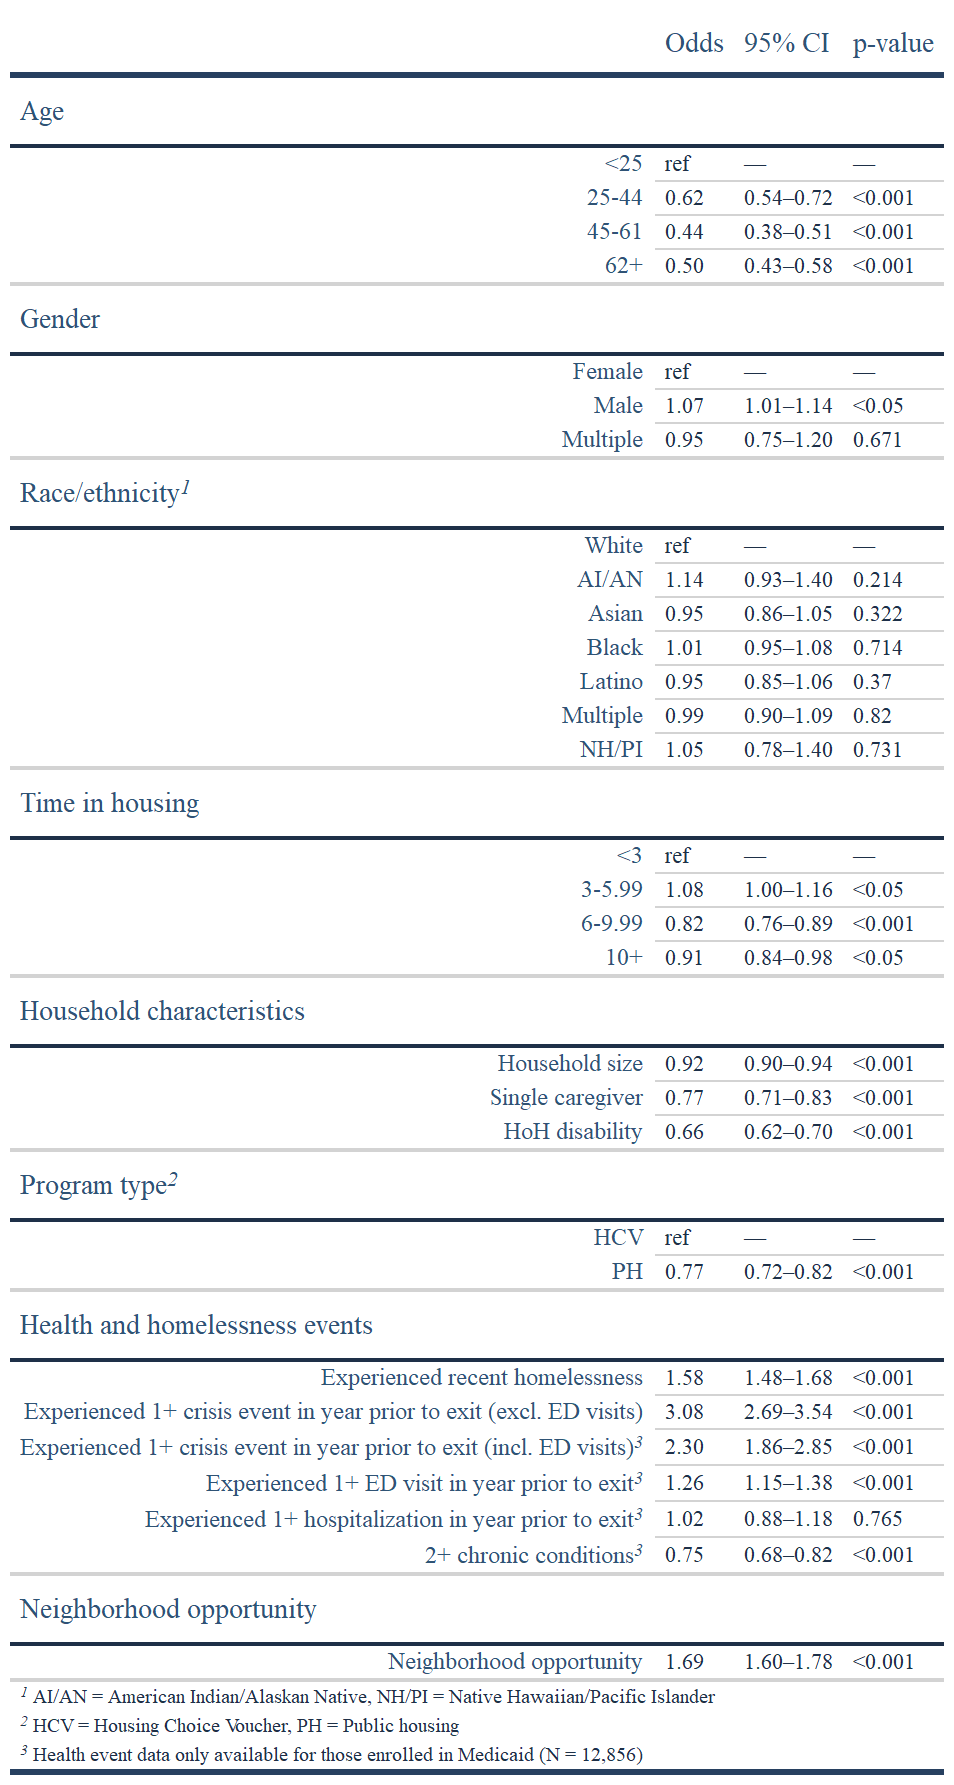 Odds 95% CI p-value
Age
<25 ref — —
25-44 0.62 0.54–0.72 <0.001
45-61 0.44 0.38–0.51 <0.001
62+ 0.50 0.43–0.58 <0.001
Gender
Female ref — —
Male 1.07 1.01–1.14 <0.05
Multiple 0.95 0.75–1.20 0.671
Race/ethnicity1
White ref — —
AI/AN 1.14 0.93–1.40 0.214
Asian 0.95 0.86–1.05 0.322
Black 1.01 0.95–1.08 0.714
Latino 0.95 0.85–1.06 0.37
Multiple 0.99 0.90–1.09 0.82
NH/PI 1.05 0.78–1.40 0.731
Time in housing
<3 ref — —
3-5.99 1.08 1.00–1.16 <0.05
6-9.99 0.82 0.76–0.89 <0.001
10+ 0.91 0.84–0.98 <0.05
Household characteristics
Household size 0.92 0.90–0.94 <0.001
Single caregiver 0.77 0.71–0.83 <0.001
HoH disability 0.66 0.62–0.70 <0.001
Program type2
HCV ref — —
PH 0.77 0.72–0.82 <0.001
Health and homelessness events
Experienced recent homelessness 1.58 1.48–1.68 <0.001
Experienced 1+ crisis event in year prior to exit (excl. ED visits) 3.08 2.69–3.54 <0.001
Experienced 1+ crisis event in year prior to exit (incl. ED visits)3 2.30 1.86–2.85 <0.001
Experienced 1+ ED visit in year prior to exit3 1.26 1.15–1.38 <0.001
Experienced 1+ hospitalization in year prior to exit3 1.02 0.88–1.18 0.765
2+ chronic conditions3 0.75 0.68–0.82 <0.001
Neighborhood opportunity
Neighborhood opportunity 1.69 1.60–1.78 <0.001
1 AI/AN = American Indian/Alaskan Native, NH/PI = Native Hawaiian/Pacific Islander
2 HCV = Housing Choice Voucher, PH = Public housing
3 Health event data only available for those enrolled in Medicaid (N = 12,856)